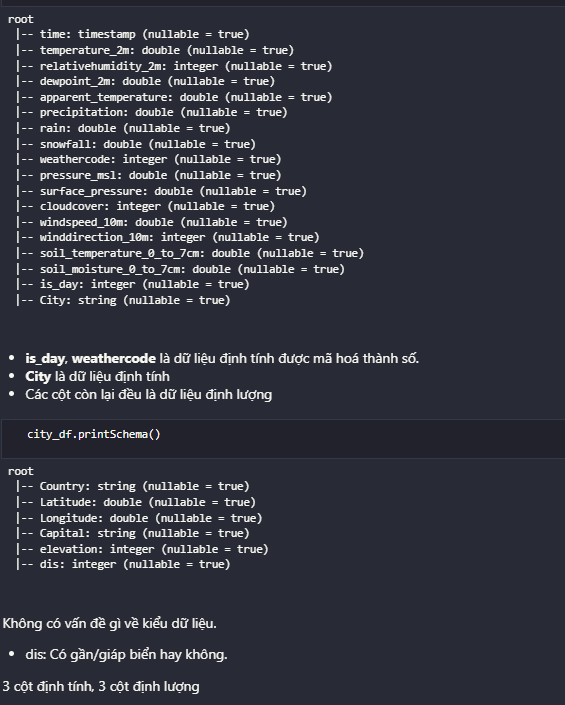 root
 |-- time: timestamp (nullable = true)
 |-- temperature_2m: double (nullable = true)
 |-- relativehumidity_2m: integer (nullable = true)
 |-- dewpoint_2m: double (nullable = true)
 |-- apparent_temperature: double (nullable = true)
 |-- precipitation: double (nullable = true)
 |-- rain: double (nullable = true)
 |-- snowfall: double (nullable = true)
 |-- weathercode: integer (nullable = true)
 |-- pressure_msl: double (nullable = true)
 |-- surface_pressure: double (nullable = true)
 |-- cloudcover: integer (nullable = true)
 |-- windspeed_10m: double (nullable = true)
 |-- winddirection_10m: integer (nullable = true)
 |-- soil_temperature_0_to_7cm: double (nullable = true)
 |-- soil_moisture_0_to_7cm: double (nullable = true)
 |-- is_day: integer (nullable = true)
 |-- City: string (nullable = true)
• is_day, weathercode là dữ liệu định tính được mã hoá thành số.
• City là dữ liệu định tính
• Các cột còn lại đều là dữ liệu định lượng
city_df.printSchema()
root
 |-- Country: string (nullable = true)
 |-- Latitude: double (nullable = true)
 |-- Longitude: double (nullable = true)
 |-- Capital: string (nullable = true)
 |-- elevation: integer (nullable = true)
 |-- dis: integer (nullable = true)
Không có vấn đề gì về kiểu dữ liệu.
• dis: Có gần/giáp biển hay không.
3 cột định tính, 3 cột định lượng